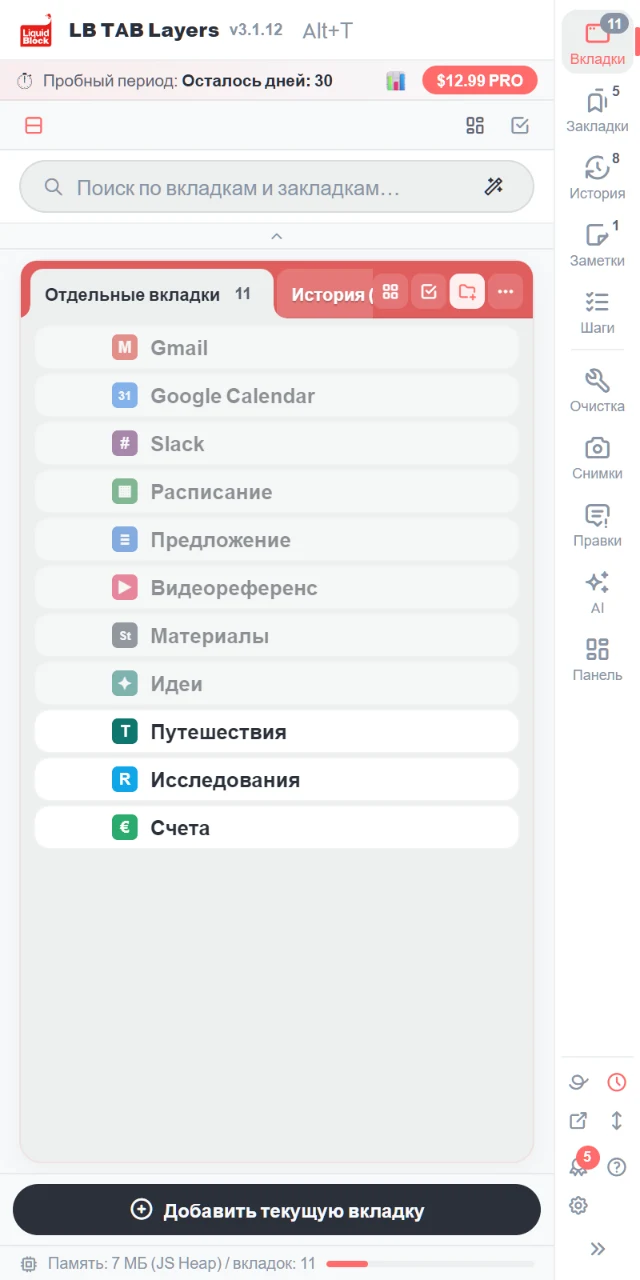 Liquid Block
LB TAB Layers v3.1.12 Alt+T
Пробный период: Осталось дней: 30
$12.99 PRO
Поиск по вкладкам и закладкам…
Отдельные вкладки 11
История (
M Gmail
31 Google Calendar
# Slack
Расписание
Предложение
Видеореференс
St Материалы
Идеи
T Путешествия
R Исследования
€ Счета
Добавить текущую вкладку
Память: 7 МБ (JS Heap) / вкладок: 11
11
Вкладки
5
Закладки
8
История
1
Заметки
Шаги
Очистка
Снимки
Правки
AI
Панель
5